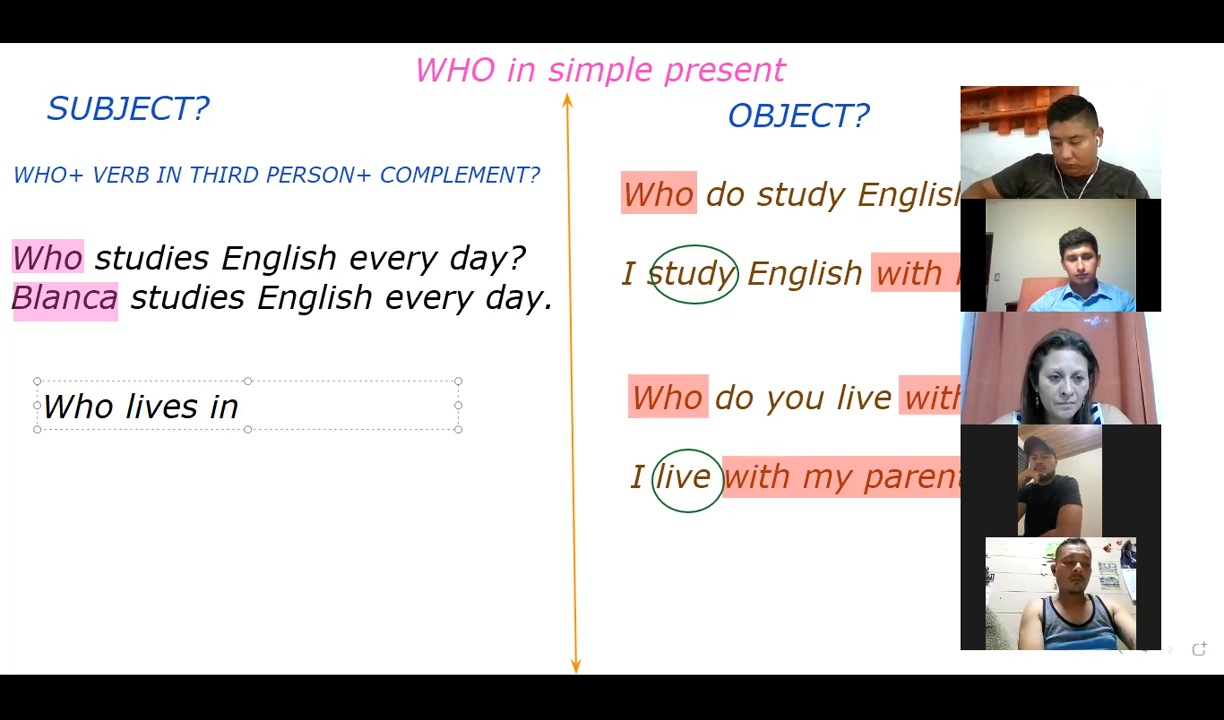 WHO in simple present
SUBJECT?
WHO+ VERB IN THIRD PERSON+ COMPLEMENT?
Who studies English every day?
Blanca studies English every day.
Who lives in
OBJECT?
Who do study English
I study English with
Who do you live with
I live with my parent